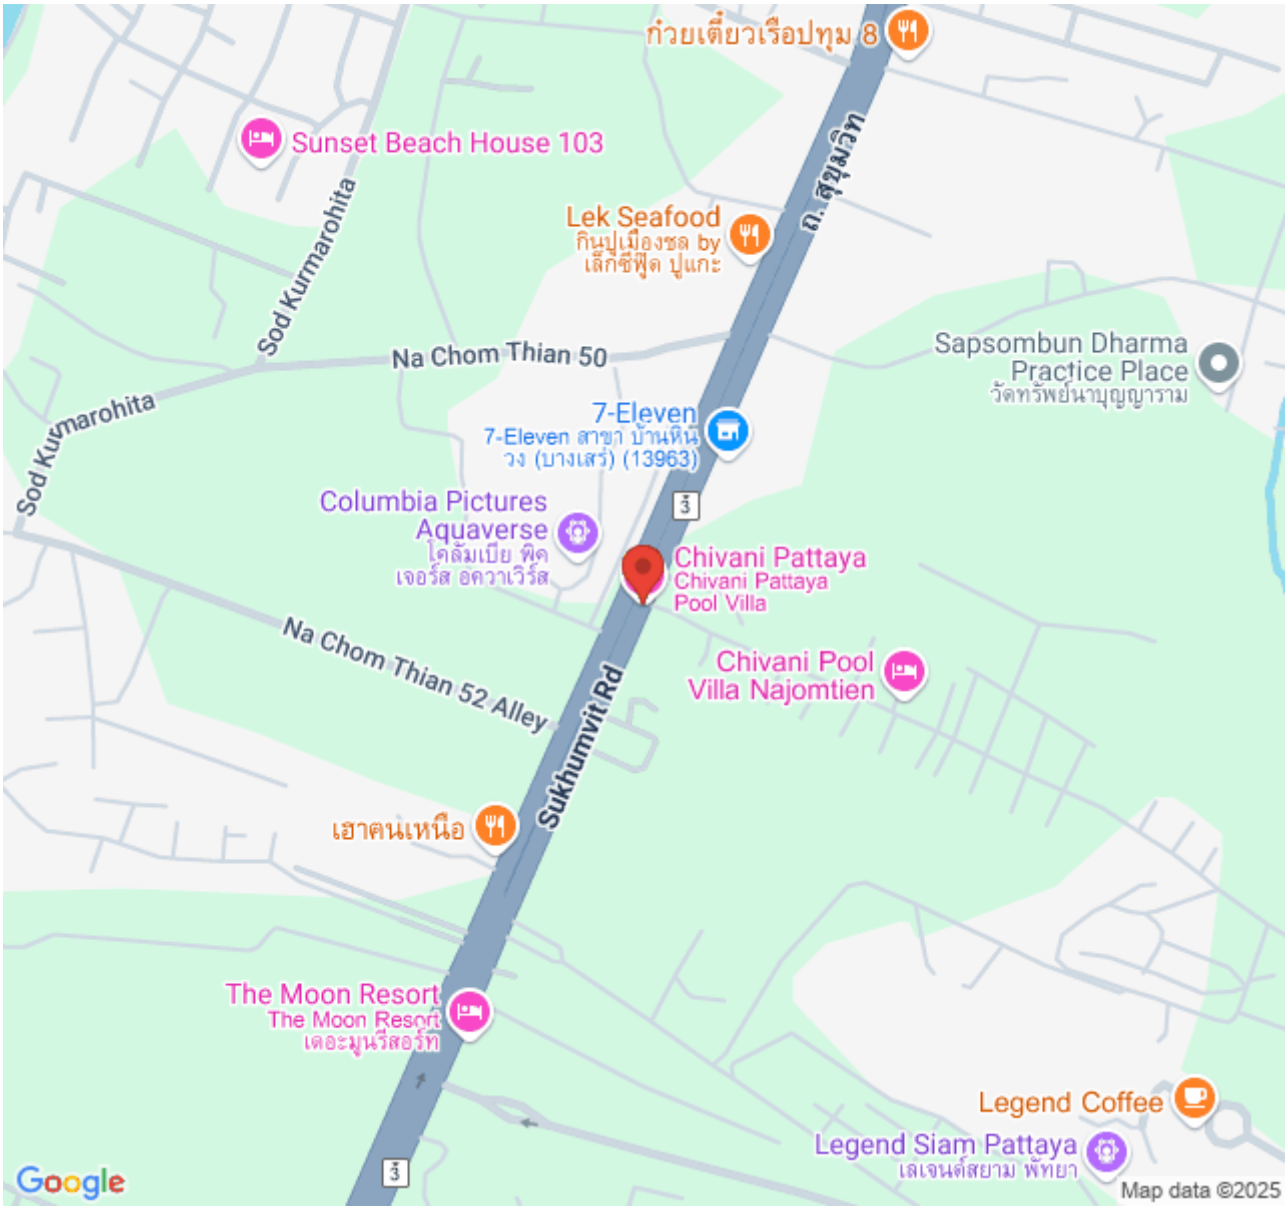 ก๋วยเตี๋ยวเรือปทุม 8
Sunset Beach House 103
ถ. สุขุมวิท
Sod Kurmarohita
Lek Seafood
กินปูเมืองชล by
เล็กซีฟู๊ด ปูแกะ
Na Chom Thian 50
Sapsombun Dharma
Practice Place
วัดทรัพย์นาบุญญาราม
Sod Kurmarohita
7-Eleven
7-Eleven สาขา บ้านหิน
วง (บางเสร่) (13963)
Columbia Pictures
Aquaverse
โคลัมเบีย พิค
เจอร์ส อควาเวิร์ส
3
Chivani Pattaya
Chivani Pattaya
Pool Villa
Na Chom Thian 52 Alley
Chivani Pool
Villa Najomtien
Sukhumvit Rd
เฮาคนเหนือ
The Moon Resort
The Moon Resort
เดอะมูนรีสอร์ท
Legend Coffee
Legend Siam Pattaya
เลเจนด์สยาม พัทยา
3
Google
Map data ©2025